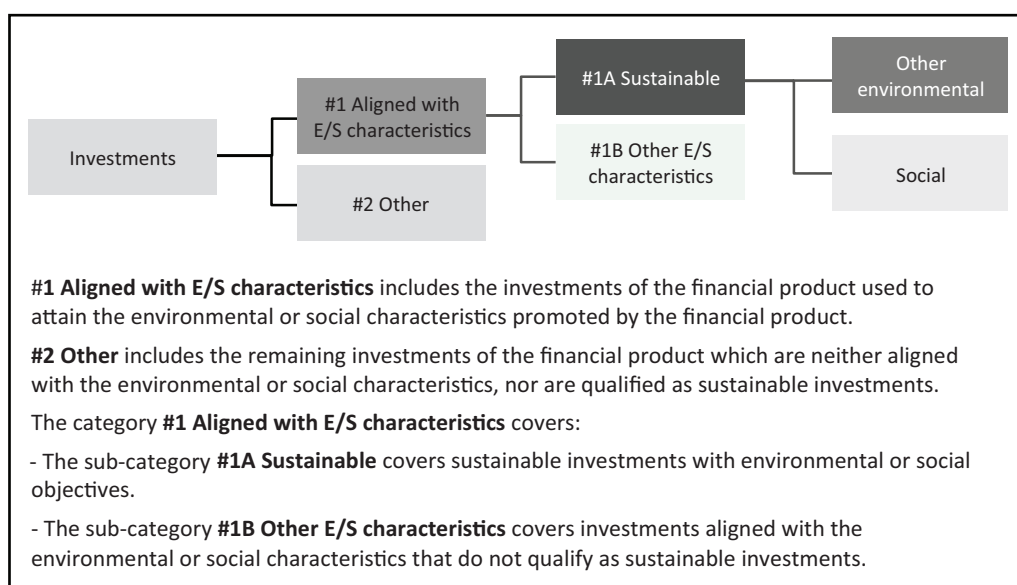 Investments
#1 Aligned with
E/S characteristics
#2 Other
#1A Sustainable
#1B Other E/S
characteristics
Other
environmental
Social
#1 Aligned with E/S characteristics includes the investments of the financial product used to
attain the environmental or social characteristics promoted by the financial product.
#2 Other includes the remaining investments of the financial product which are neither aligned
with the environmental or social characteristics, nor are qualified as sustainable investments.
The category #1 Aligned with E/S characteristics covers:
- The sub-category #1A Sustainable covers sustainable investments with environmental or social
objectives.
- The sub-category #1B Other E/S characteristics covers investments aligned with the
environmental or social characteristics that do not qualify as sustainable investments.